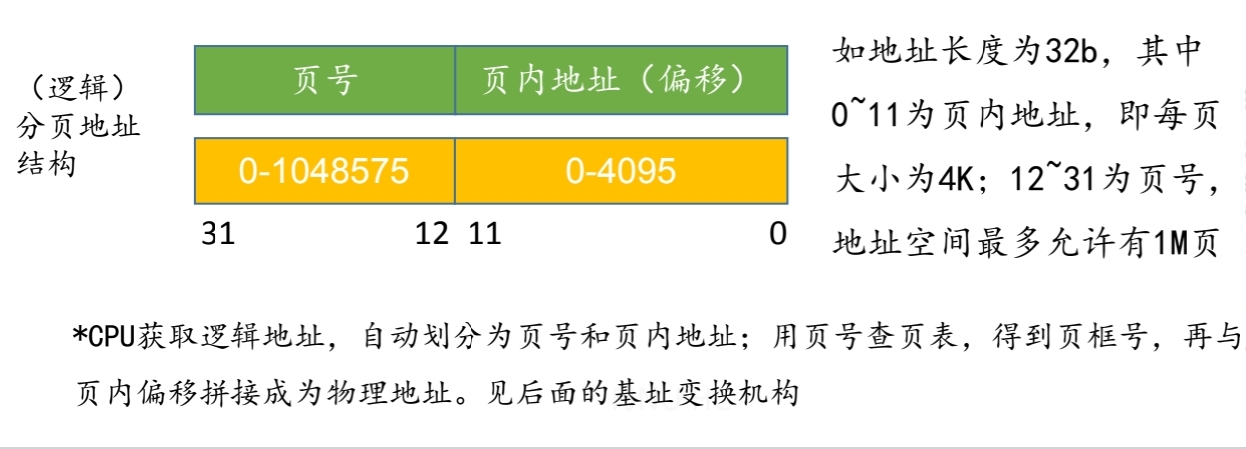 （逻辑）
分页地址
结构
页号
页内地址（偏移）
0-1048575
0-4095
31
12
11
0
如地址长度为32b，其中
0~11为页内地址，即每页
大小为4K；12~31为页号，
地址空间最多允许有1M页
*CPU获取逻辑地址，自动划分为页号和页内地址；用页号查页表，得到页框号，再与
页内偏移拼接成为物理地址。见后面的基址变换机构